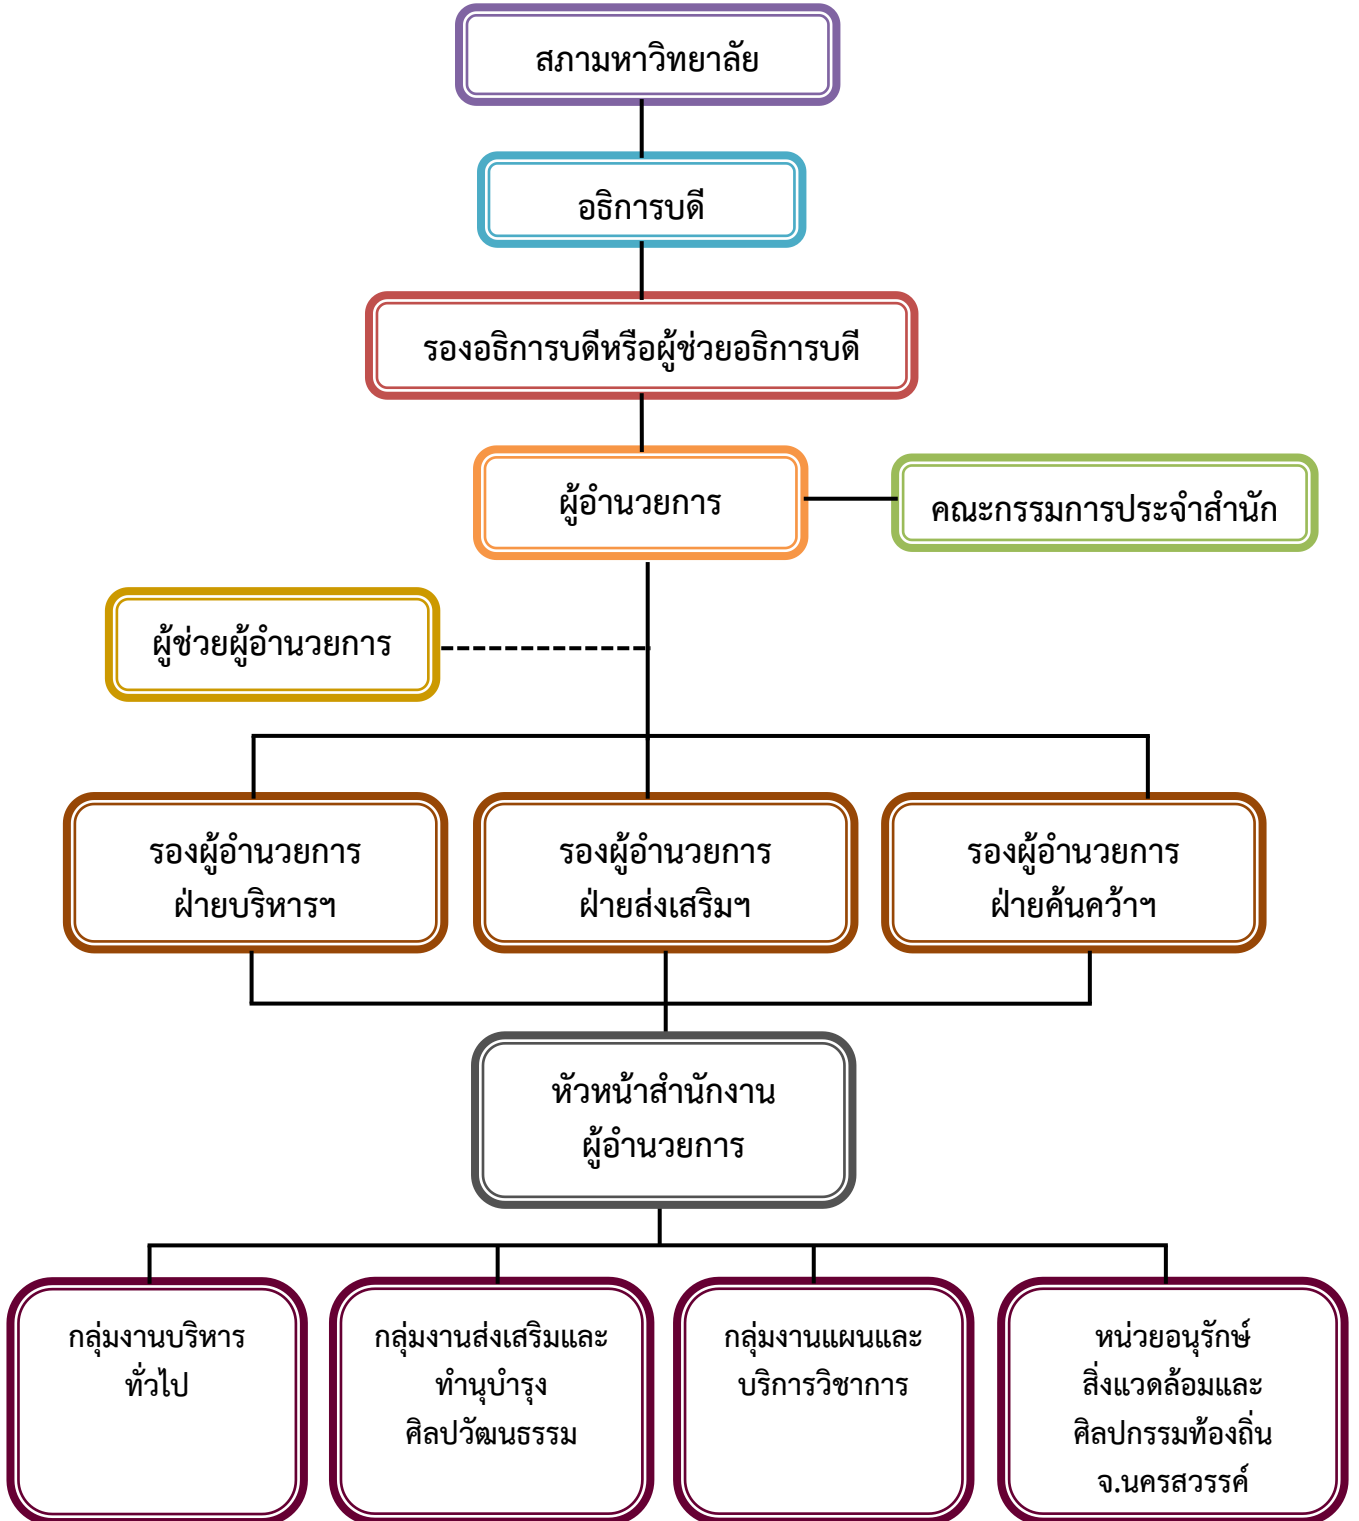 สภามหาวิทยาลัย
อธิการบดี
รองอธิการบดีหรือผู้ช่วยอธิการบดี
ผู้อำนวยการ
คณะกรรมการประจำสำนัก
ผู้ช่วยผู้อำนวยการ
รองผู้อำนวยการ
ฝ่ายบริหารฯ
รองผู้อำนวยการ
ฝ่ายส่งเสริมฯ
รองผู้อำนวยการ
ฝ่ายค้นคว้าฯ
หัวหน้าสำนักงาน
ผู้อำนวยการ
กลุ่มงานบริหาร
ทั่วไป
กลุ่มงานส่งเสริมและ
ทำนุบำรุง
ศิลปวัฒนธรรม
กลุ่มงานแผนและ
บริการวิชาการ
หน่วยอนุรักษ์
สิ่งแวดล้อมและ
ศิลปกรรมท้องถิ่น
จ.นครสวรรค์